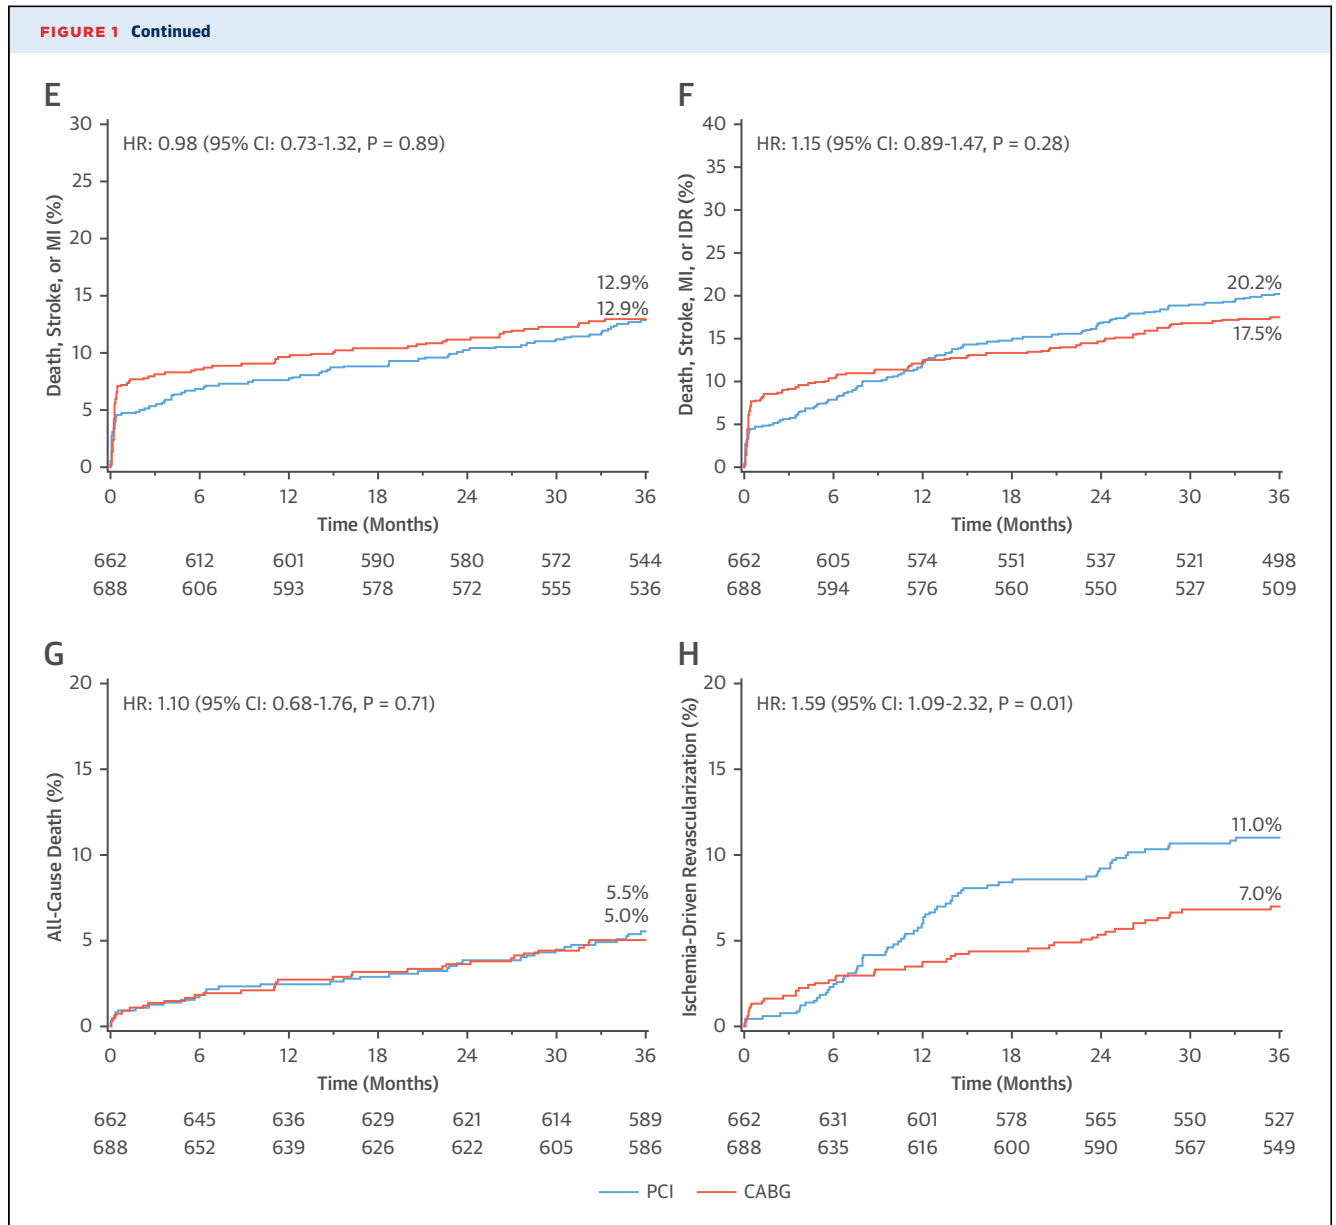 FIGURE 1 Continued
E
HR: 0.98 (95% CI: 0.73-1.32, P = 0.89)
Death, Stroke, or MI (%)
30
25
20
15
10
5
0
12.9%
12.9%
0 6 12 18 24 30 36
Time (Months)
662 612 601 590 580 572 544
688 606 593 578 572 555 536
F
HR: 1.15 (95% CI: 0.89-1.47, P = 0.28)
Death, Stroke, MI, or IDR (%)
40
35
30
25
20
15
10
5
0
20.2%
17.5%
0 6 12 18 24 30 36
Time (Months)
662 605 574 551 537 521 498
688 594 576 560 550 527 509
G
HR: 1.10 (95% CI: 0.68-1.76, P = 0.71)
All-Cause Death (%)
20
15
10
5
0
5.5%
5.0%
0 6 12 18 24 30 36
Time (Months)
662 645 636 629 621 614 589
688 652 639 626 622 605 586
H
HR: 1.59 (95% CI: 1.09-2.32, P = 0.01)
Ischemia-Driven Revascularization (%)
20
15
10
5
0
11.0%
7.0%
0 6 12 18 24 30 36
Time (Months)
662 631 601 578 565 550 527
688 635 616 600 590 567 549
PCI CABG